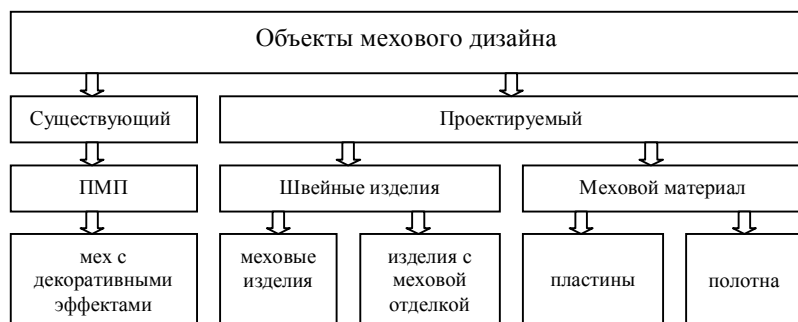 Объекты мехового дизайна
Существующий
Проектируемый
ПМП
Швейные изделия
Меховой материал
мех с
декоративными
эффектами
меховые
изделия
изделия с
меховой
отделкой
пластины
полотна